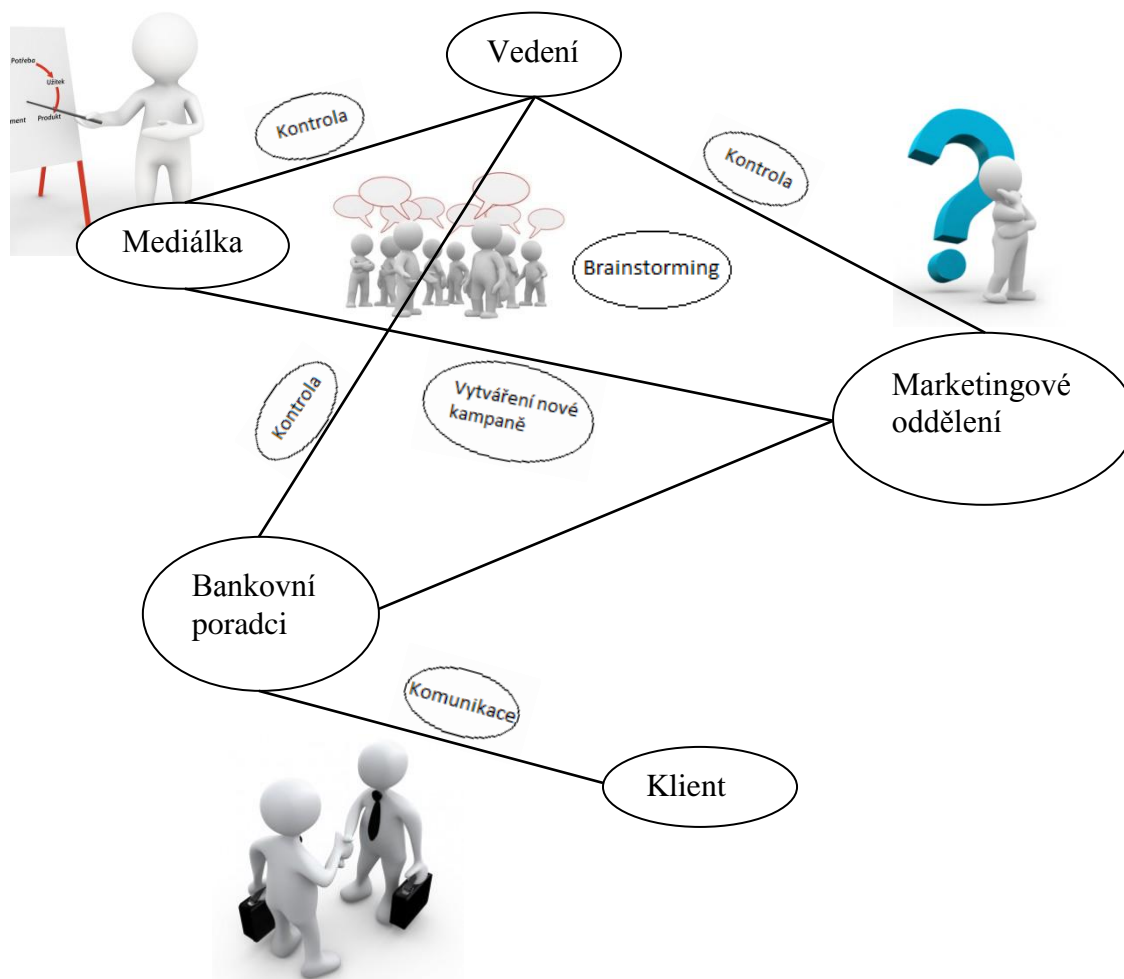 Vedení
Potřeba
Užitek
Produkt
ment
Kontrola
Kontrola
Mediálka
Brainstorming
Marketingové
oddělení
Kontrola
Vytváření nové
kampaně
Bankovní
poradci
Komunikace
Klient